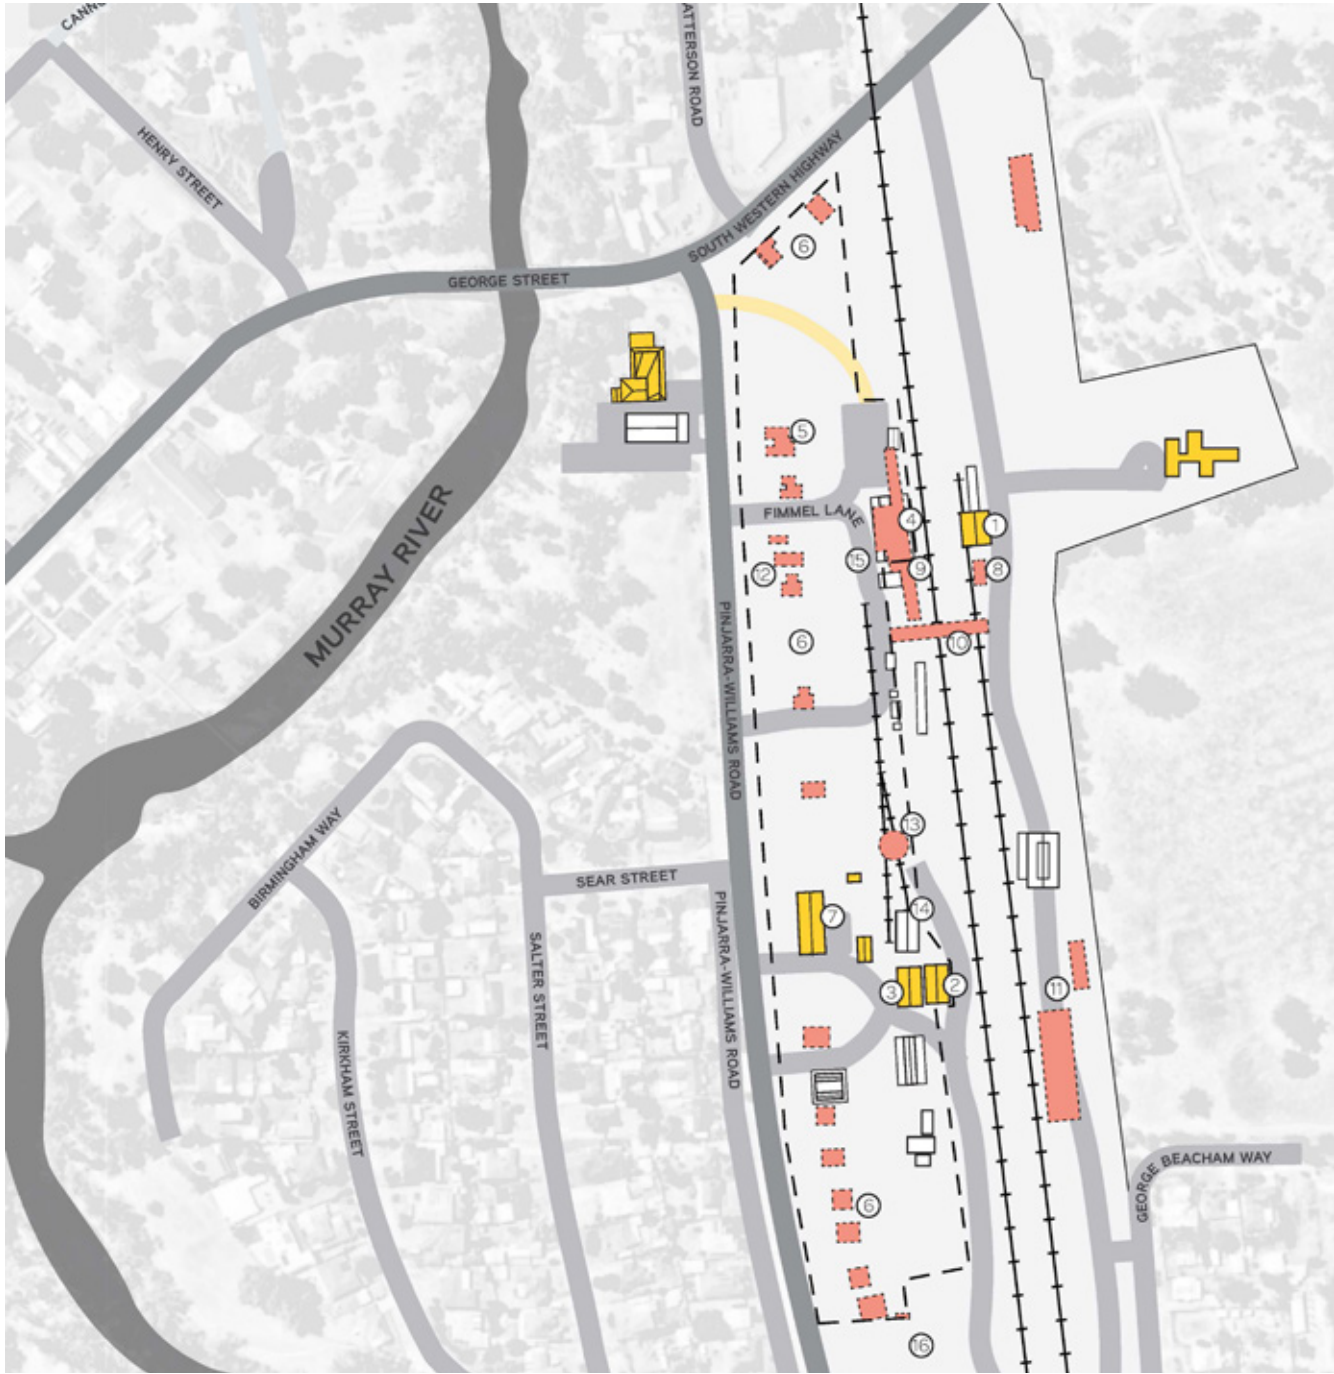 CANNO
ATTERSON ROAD
HENRY STREET
SOUTH WESTERN HIGHWAY
6
GEORGE STREET
5
FIMMEL LANE
4
1
MURRAY RIVER
15
9
8
12
6
10
PINJARRA-WILLIAMS ROAD
13
BIRMINGHAM WAY
SEAR STREET
7
14
PINJARRA-WILLIAMS ROAD
SALTER STREET
3
2
11
KIRKHAM STREET
GEORGE BEACHAM WAY
6
16